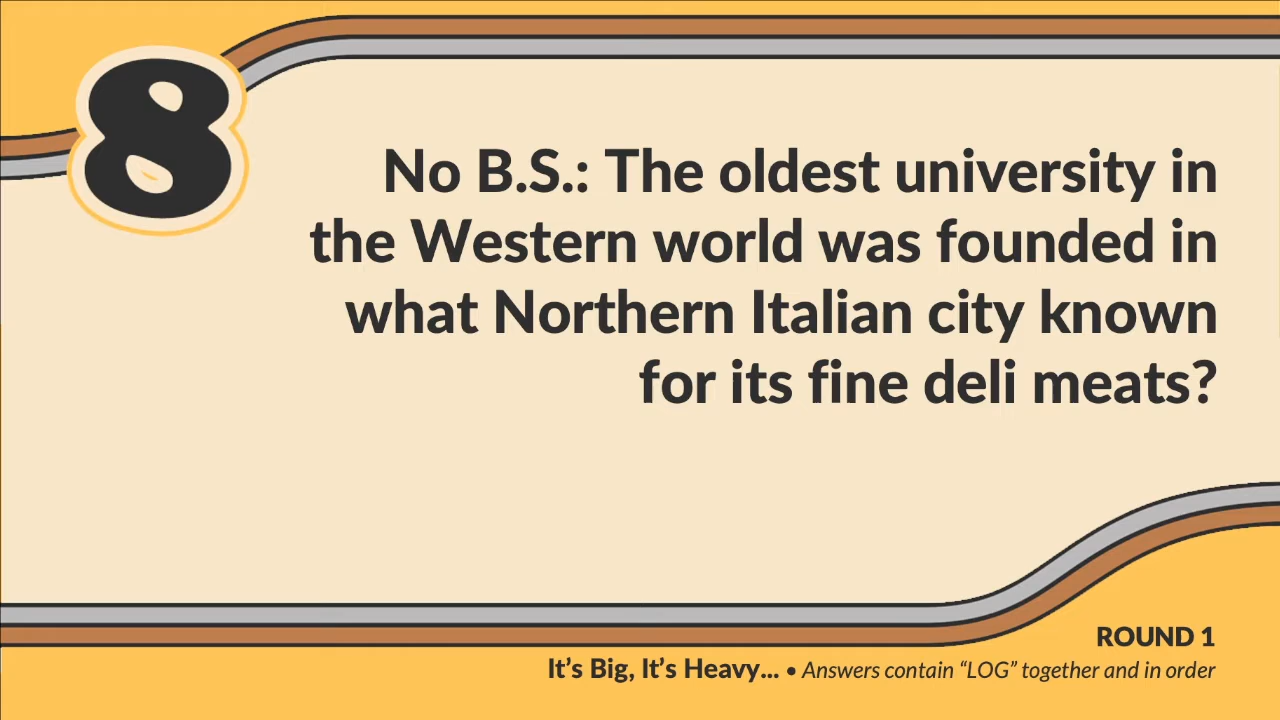 8
No B.S.: The oldest university in
the Western world was founded in
what Northern Italian city known
for its fine deli meats?
ROUND 1
It’s Big, It’s Heavy... • Answers contain “LOG” together and in order